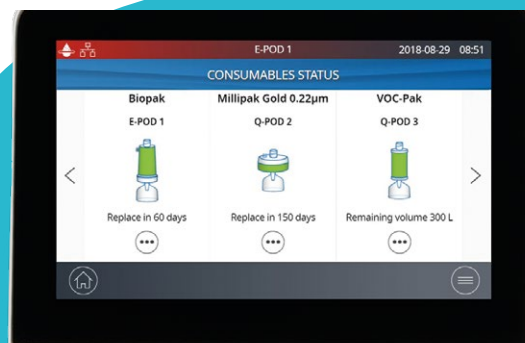 E-POD 1 2018-08-29 08:51
CONSUMABLES STATUS
Biopak Millipak Gold 0.22µm VOC-Pak
E-POD 1 Q-POD 2 Q-POD 3
Replace in 60 days Replace in 150 days Remaining volume 300 L